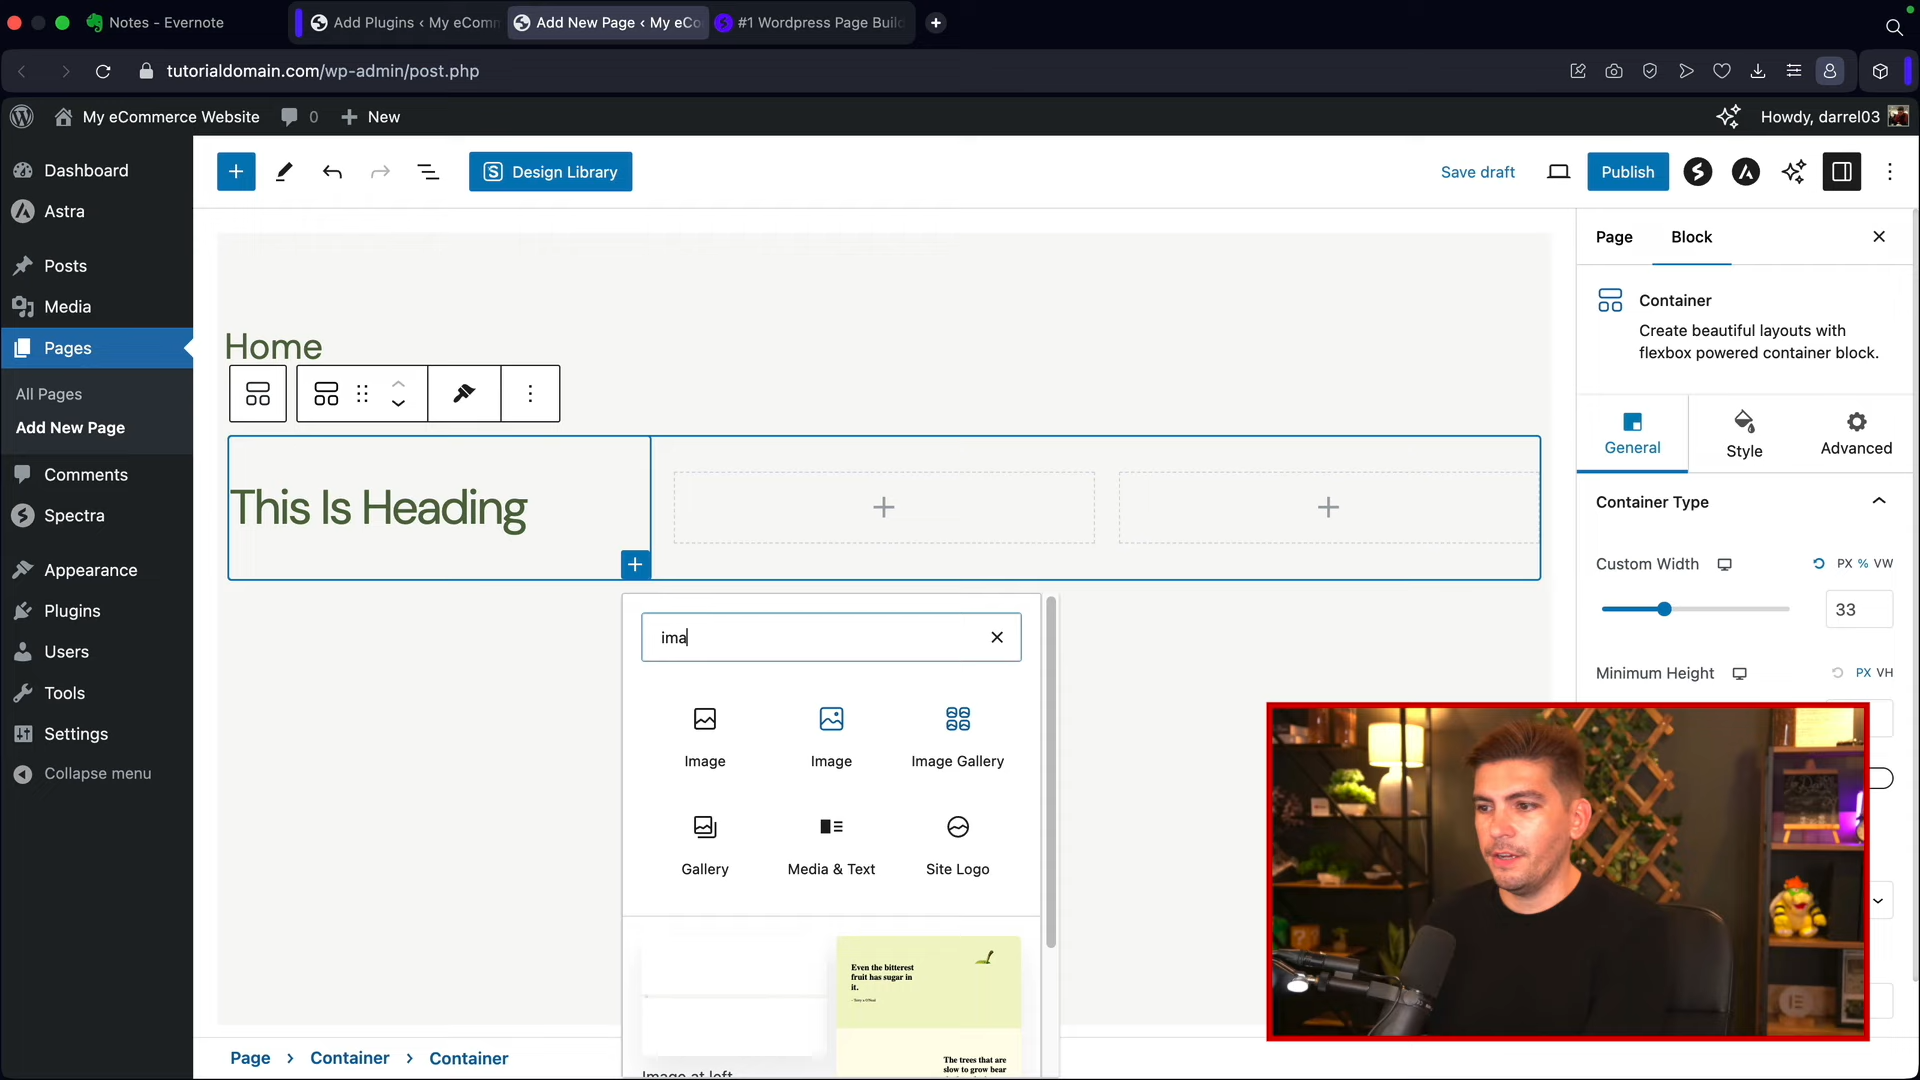 Notes - Evernote
Add Plugins ‹ My eComm
Add New Page ‹ My eCo
#1 Wordpress Page Buil
tutorialdomain.com/wp-admin/post.php
My eCommerce Website
0
New
Howdy, darrel03
Dashboard
Astra
Posts
Media
Pages
All Pages
Add New Page
Comments
Spectra
Appearance
Plugins
Users
Tools
Settings
Collapse menu
Design Library
Save draft
Publish
Home
This Is Heading
ima
Image
Image
Image Gallery
Gallery
Media & Text
Site Logo
Even the bitterest
fruit has sugar in
it.
The trees that are
slow to grow bear
Image at left
Page
Block
Container
Create beautiful layouts with
flexbox powered container block.
General
Style
Advanced
Container Type
Custom Width
PX % VW
33
Minimum Height
PX VH
Page › Container › Container